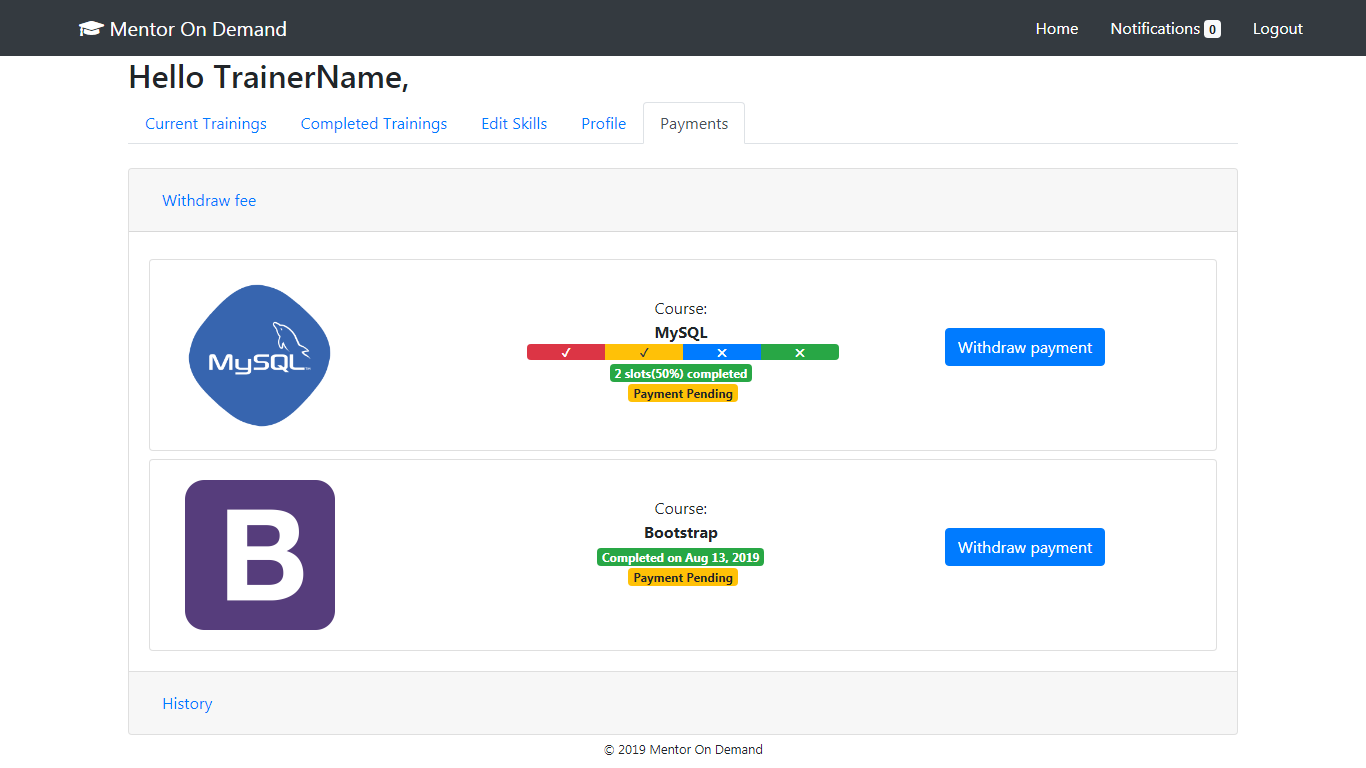 Mentor On Demand
Home Notifications 0 Logout
Hello TrainerName,
Current Trainings Completed Trainings Edit Skills Profile Payments
Withdraw fee
MySQL™
Course:
MySQL
✓ ✓ ✕ ✕
2 slots(50%) completed
Payment Pending
Withdraw payment
B
Course:
Bootstrap
Completed on Aug 13, 2019
Payment Pending
Withdraw payment
History
© 2019 Mentor On Demand